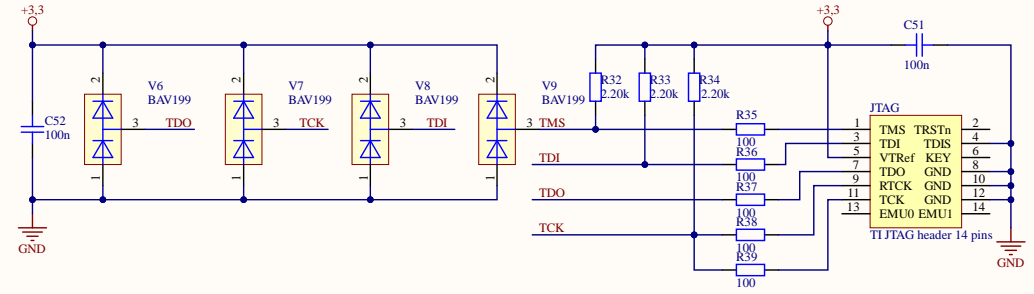 +3,3
+3,3
C51
100n
2
V6
BAV199
3
TDO
1
2
V7
BAV199
3
TCK
1
2
V8
BAV199
3
TDI
1
2
V9
BAV199
3
TMS
1
C52
100n
GND
R32
2.20k
R33
2.20k
R34
2.20k
TDI
TDO
TCK
R35
100
R36
100
R37
100
R38
100
R39
100
JTAG
1 TMS TRSTn 2
3 TDI TDIS 4
5 VTRef KEY 6
7 TDO GND 8
9 RTCK GND 10
11 TCK GND 12
13 EMU0 EMU1 14
TI JTAG header 14 pins
GND